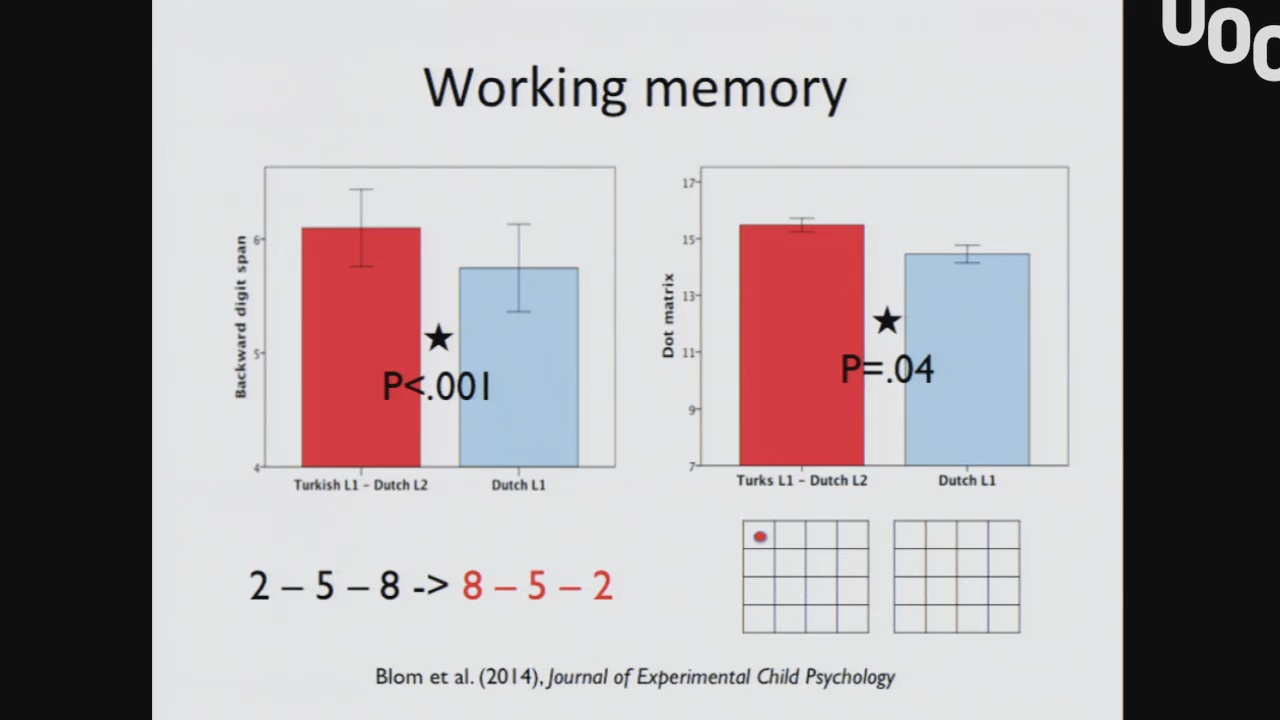 UOC
Working memory
Backward digit span
6
5
4
P<.001
Turkish L1 – Dutch L2
Dutch L1
Dot matrix
17
15
13
11
9
7
P=.04
Turks L1 – Dutch L2
Dutch L1
2 – 5 – 8 -> 8 – 5 – 2
Blom et al. (2014), Journal of Experimental Child Psychology